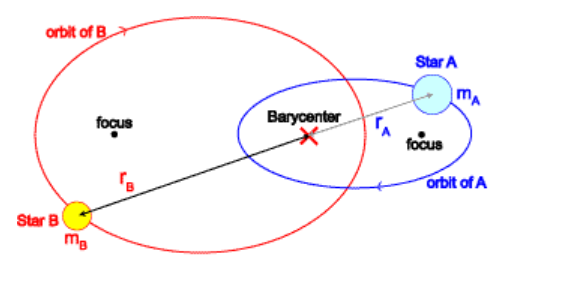 orbit of B
Star A
m_A
focus
Barycenter
r_A
focus
r_B
orbit of A
Star B
m_B